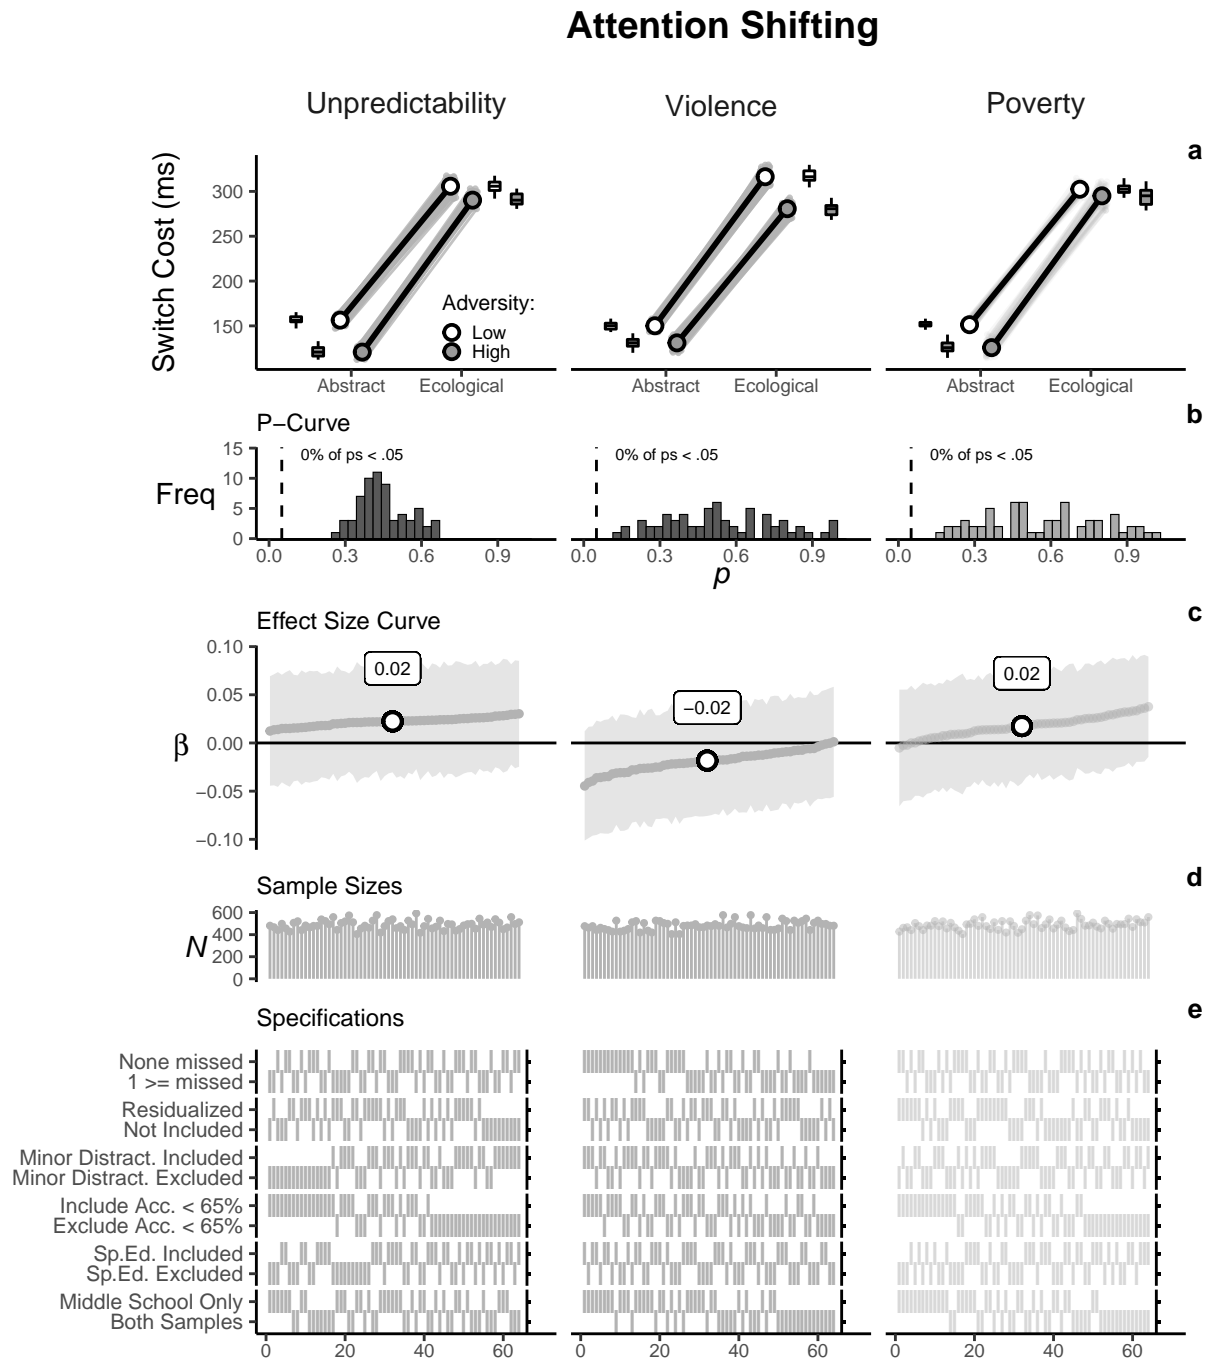 Attention Shifting
Unpredictability Violence Poverty
a
Switch Cost (ms)
300
250
200
150
Adversity:
Low
High
Abstract Ecological Abstract Ecological Abstract Ecological
b
P−Curve
Freq
15
10
5
0
0% of ps < .05 0% of ps < .05 0% of ps < .05
0.0 0.3 0.6 0.9 0.0 0.3 0.6 0.9 0.0 0.3 0.6 0.9
p
c
Effect Size Curve
β
0.10
0.05
0.00
−0.05
−0.10
0.02 −0.02 0.02
d
Sample Sizes
N
600
400
200
0
e
Specifications
None missed
1 >= missed
Residualized
Not Included
Minor Distract. Included
Minor Distract. Excluded
Include Acc. < 65%
Exclude Acc. < 65%
Sp.Ed. Included
Sp.Ed. Excluded
Middle School Only
Both Samples
0 20 40 60 0 20 40 60 0 20 40 60